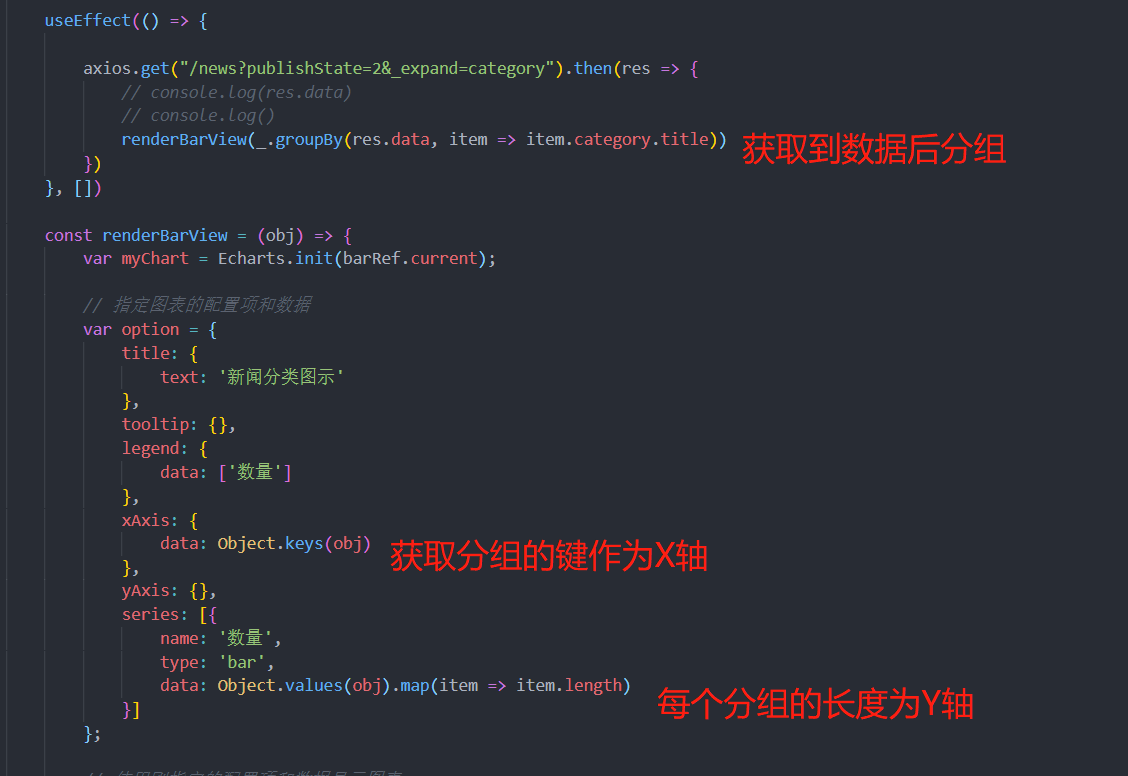 useEffect(() => {
axios.get("/news?publishState=2&_expand=category").then(res => {
// console.log(res.data)
// console.log()
renderBarView(_.groupBy(res.data, item => item.category.title)) 获取到数据后分组
})
}, [])
const renderBarView = (obj) => {
var myChart = Echarts.init(barRef.current);
// 指定图表的配置项和数据
var option = {
title: {
text: '新闻分类图示'
},
tooltip: {},
legend: {
data: ['数量']
},
xAxis: {
data: Object.keys(obj) 获取分组的键作为X轴
},
yAxis: {},
series: [{
name: '数量',
type: 'bar',
data: Object.values(obj).map(item => item.length) 每个分组的长度为Y轴
}]
};